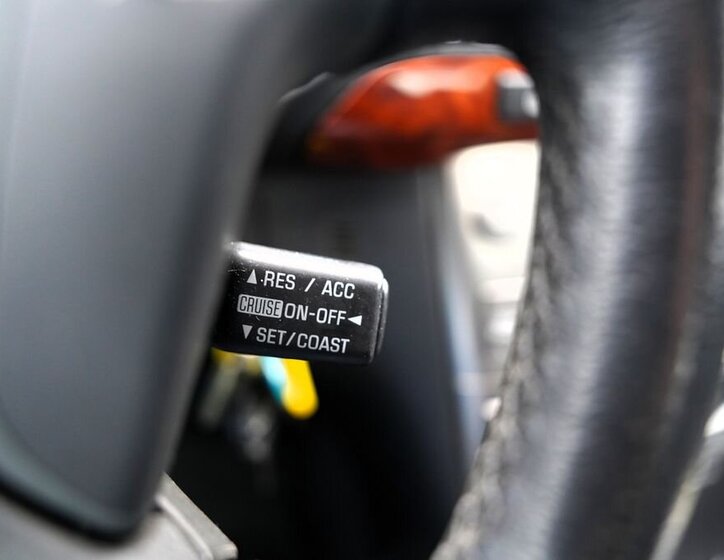 ▲ RES / ACC
CRUISE ON-OFF ◄
▼ SET/COAST